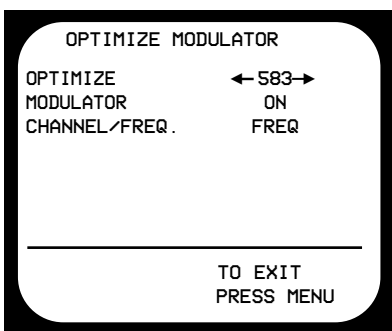 OPTIMIZE MODULATOR
OPTIMIZE ←583→
MODULATOR ON
CHANNEL/FREQ. FREQ
TO EXIT
PRESS MENU